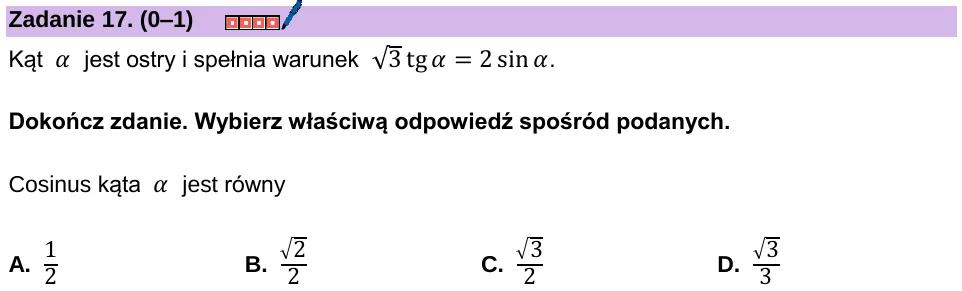 Zadanie 17. (0–1)
Kąt α jest ostry i spełnia warunek √3 tg α = 2 sin α.
Dokończ zdanie. Wybierz właściwą odpowiedź spośród podanych.
Cosinus kąta α jest równy
A. 1/2 B. √2/2 C. √3/2 D. √3/3